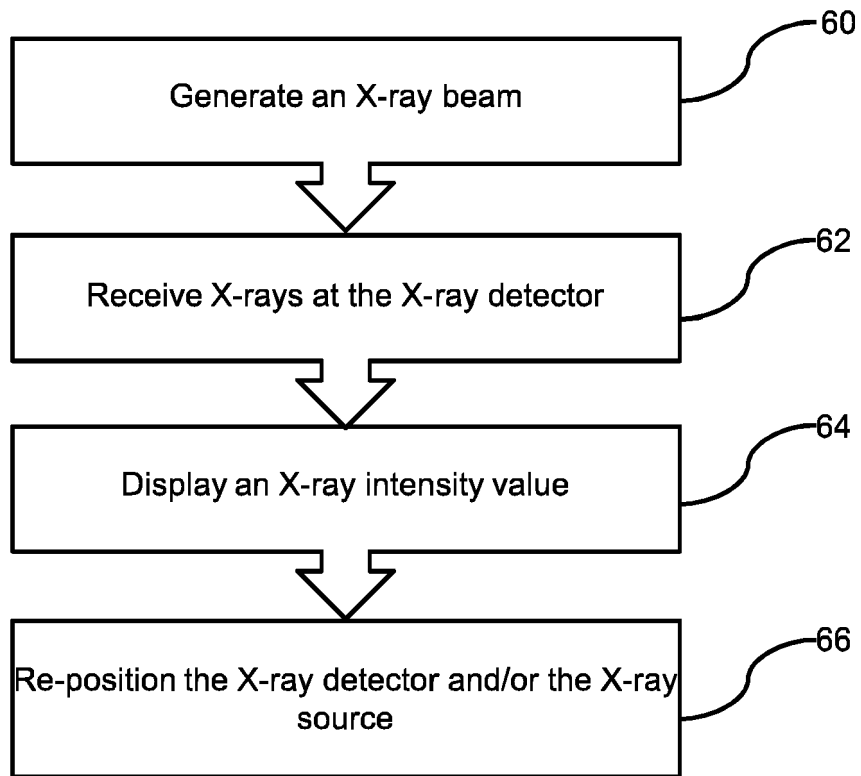 60
Generate an X-ray beam
62
Receive X-rays at the X-ray detector
64
Display an X-ray intensity value
66
Re-position the X-ray detector and/or the X-ray
source